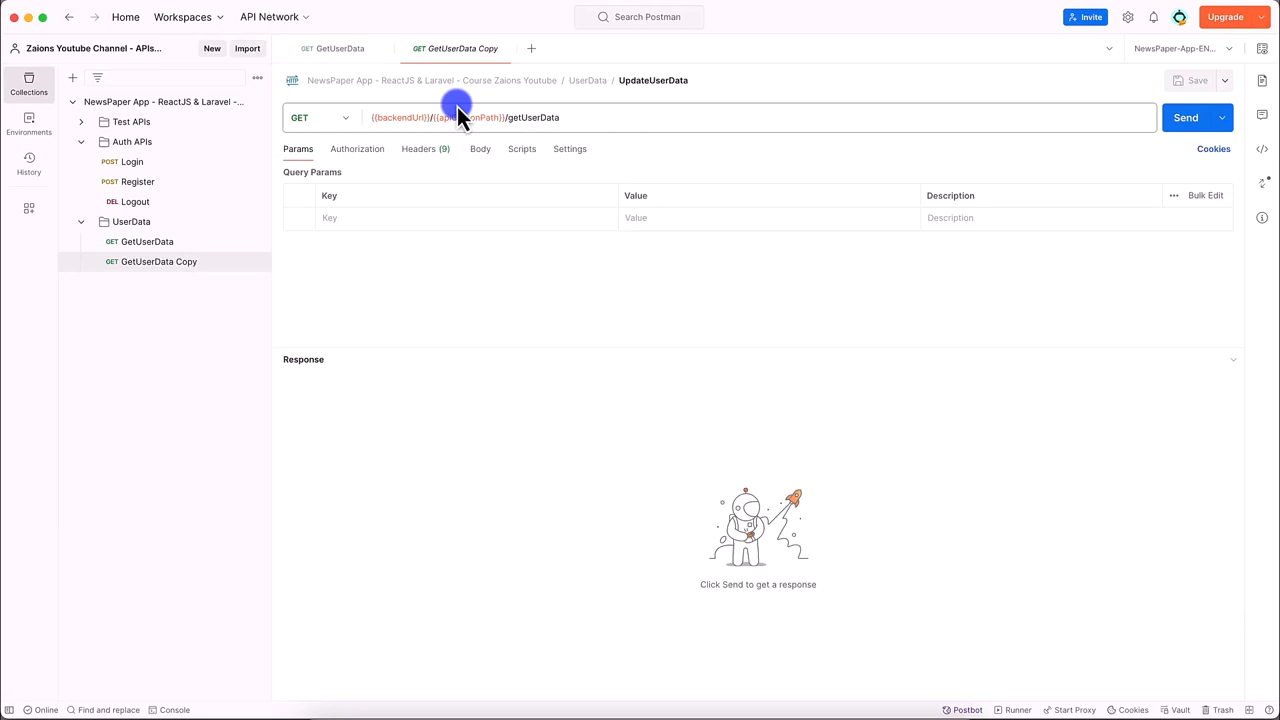 Home
Workspaces
API Network
Search Postman
Invite
Upgrade
Zaions Youtube Channel - APIs...
New
Import
GET GetUserData
GET GetUserData Copy
NewsPaper-App-EN...
Collections
Environments
History
NewsPaper App - ReactJS & Laravel -...
Test APIs
Auth APIs
POST Login
POST Register
DEL Logout
UserData
GET GetUserData
GET GetUserData Copy
HTTP NewsPaper App - ReactJS & Laravel - Course Zaions Youtube / UserData / UpdateUserData
Save
GET
{{backendUrl}}/{{ap onPath}}/getUserData
Send
Params Authorization Headers (9) Body Scripts Settings
Cookies
Query Params
Key Value Description ••• Bulk Edit
Key Value Description
Response
Click Send to get a response
Online
Find and replace
Console
Postbot
Runner
Start Proxy
Cookies
Vault
Trash